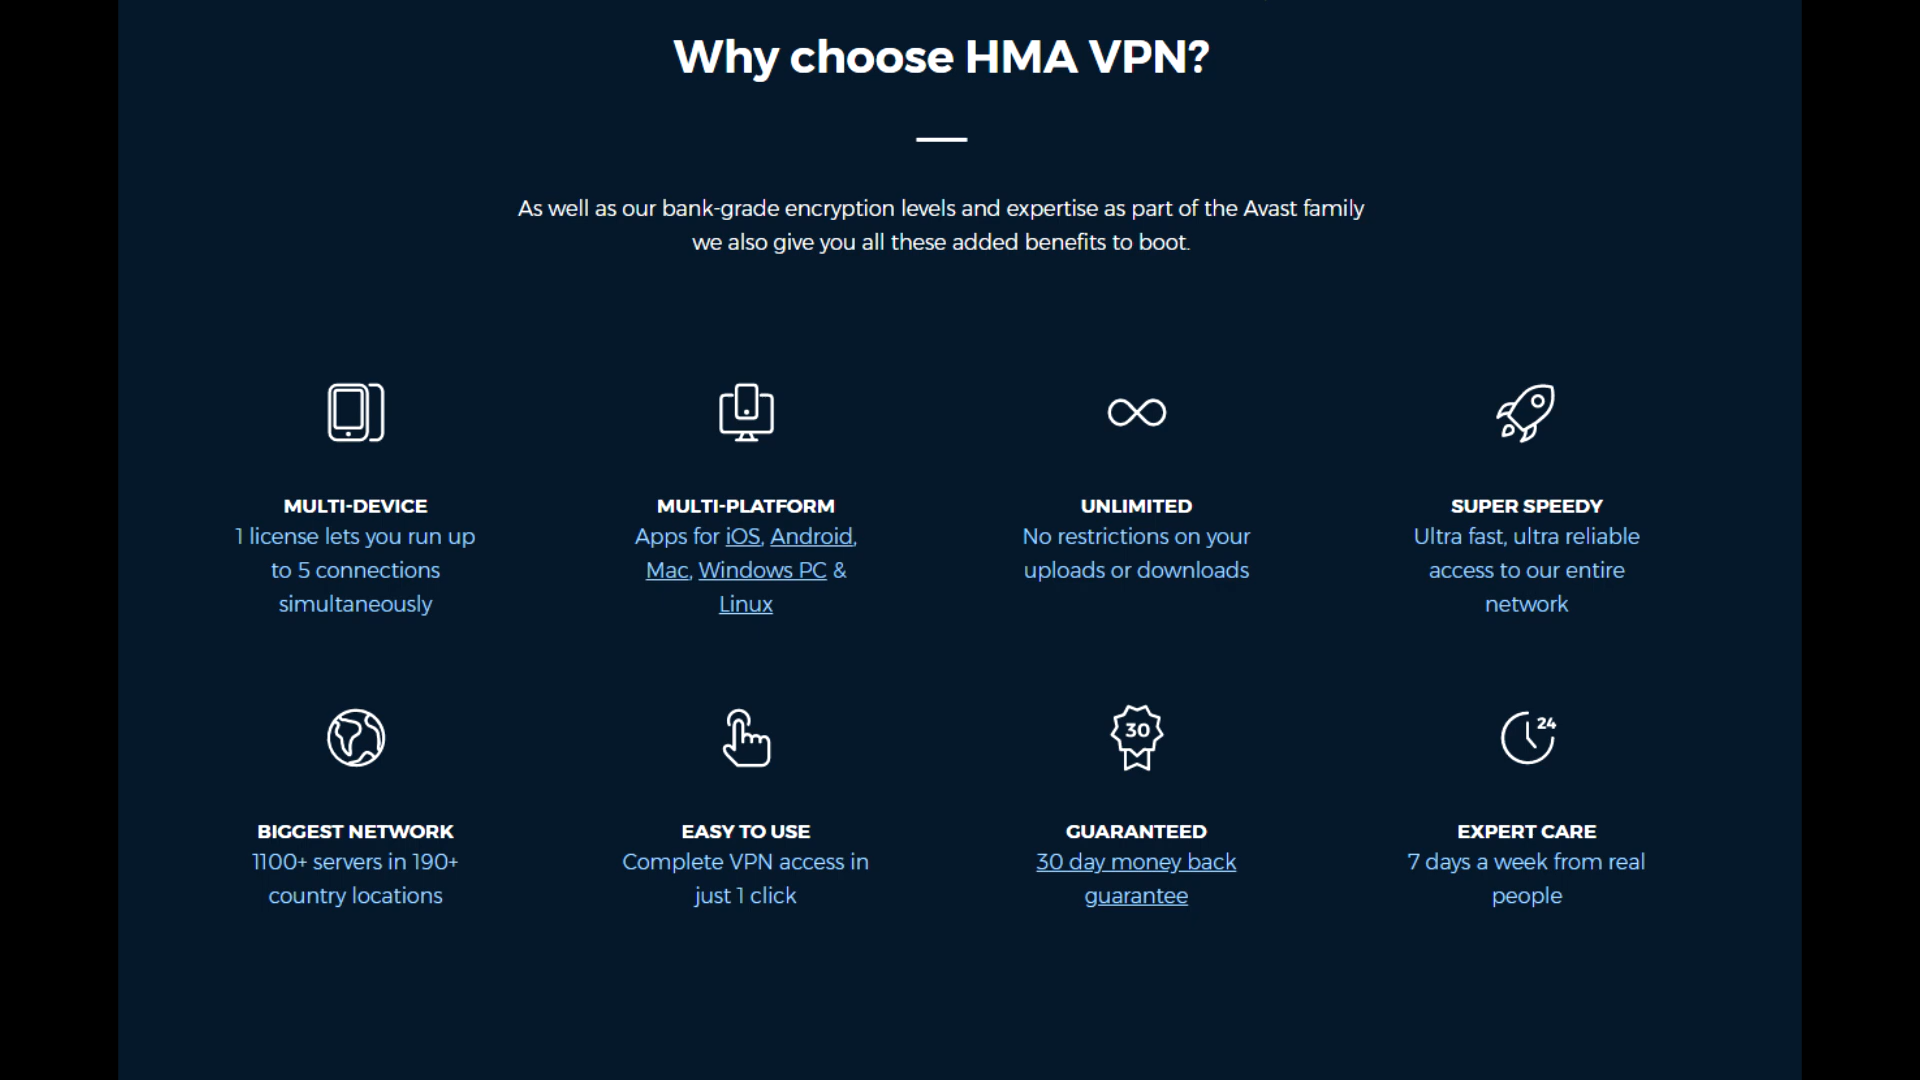 Why choose HMA VPN?
As well as our bank-grade encryption levels and expertise as part of the Avast family
we also give you all these added benefits to boot.
MULTI-DEVICE
1 license lets you run up
to 5 connections
simultaneously
MULTI-PLATFORM
Apps for iOS, Android,
Mac, Windows PC &
Linux
UNLIMITED
No restrictions on your
uploads or downloads
SUPER SPEEDY
Ultra fast, ultra reliable
access to our entire
network
BIGGEST NETWORK
1100+ servers in 190+
country locations
EASY TO USE
Complete VPN access in
just 1 click
30
GUARANTEED
30 day money back
guarantee
24
EXPERT CARE
7 days a week from real
people